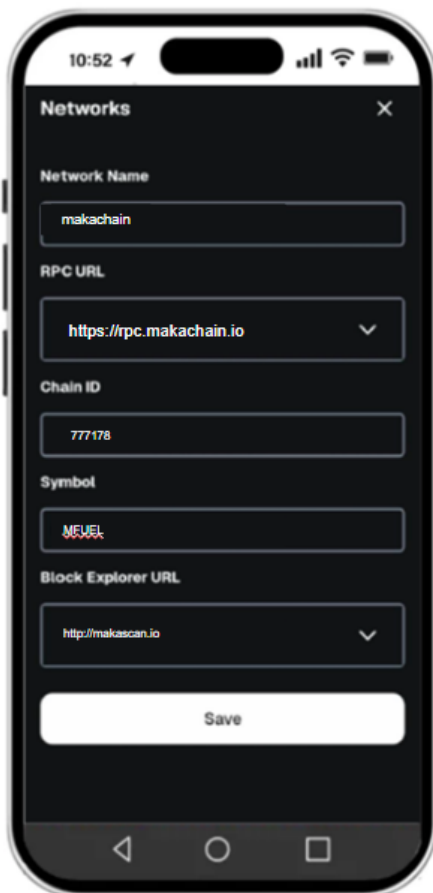 10:52
Networks
Network Name
makachain
RPC URL
https://rpc.makachain.io
Chain ID
777178
Symbol
MFUEL
Block Explorer URL
http://makascan.io
Save